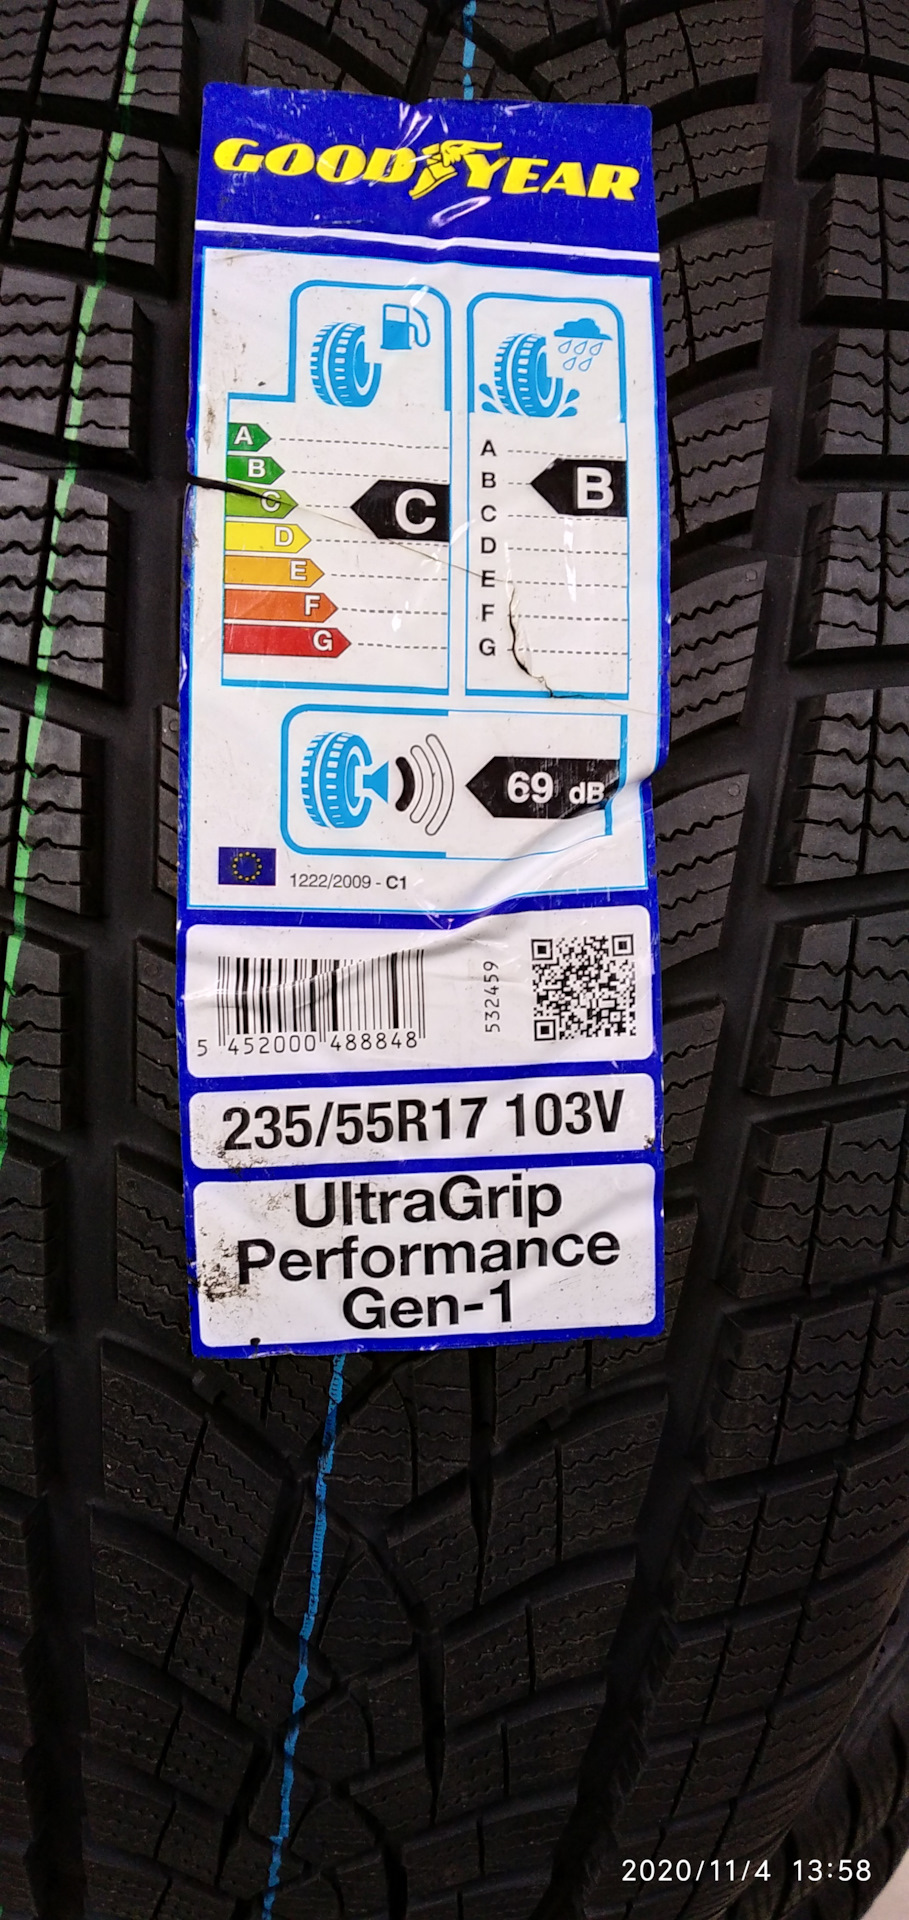 GOODYEAR
A
B
C
D
E
F
G
C
A
B
C
D
E
F
G
B
69 dB
1222/2009 - C1
5 452000 488848
532459
235/55R17 103V
UltraGrip
Performance
Gen-1
2020/11/4 13:58